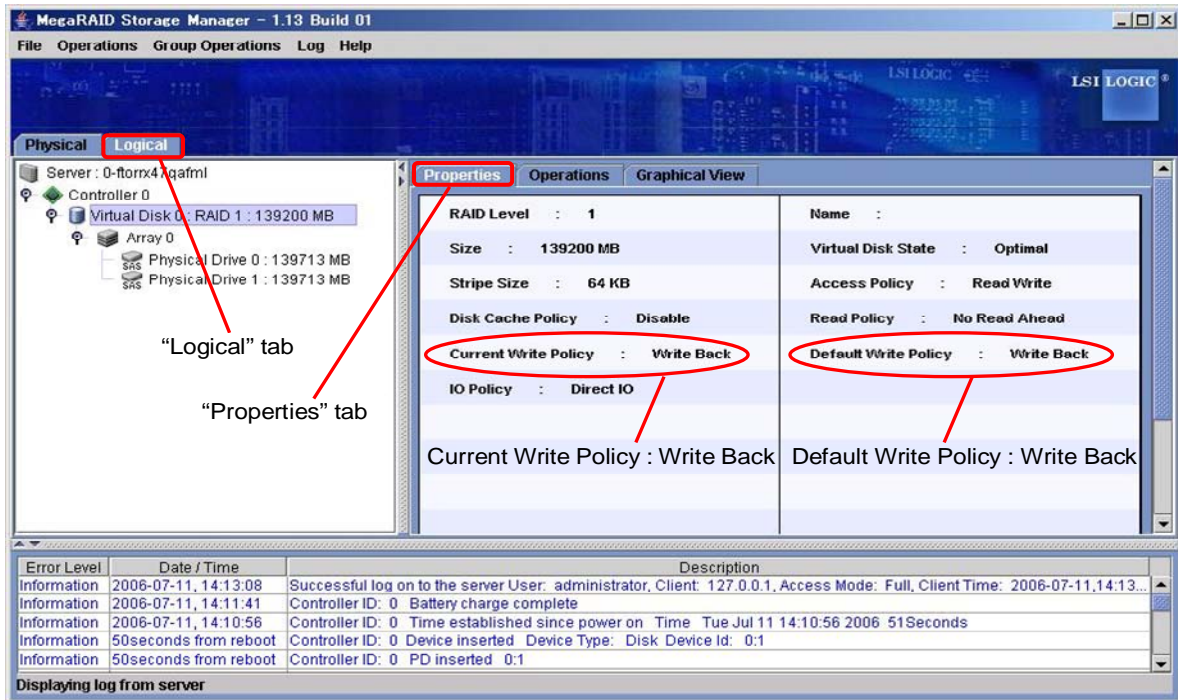 MegaRAID Storage Manager - 1.13 Build 01
File Operations Group Operations Log Help
LSI LOGIC
LSI LOGIC ®
Physical Logical
Server : 0-ftorrx47qafml
Controller 0
Virtual Disk 0 : RAID 1 : 139200 MB
Array 0
SAS Physical Drive 0 : 139713 MB
SAS Physical Drive 1 : 139713 MB
"Logical" tab
"Properties" tab
Properties Operations Graphical View
RAID Level : 1 Name :
Size : 139200 MB Virtual Disk State : Optimal
Stripe Size : 64 KB Access Policy : Read Write
Disk Cache Policy : Disable Read Policy : No Read Ahead
Current Write Policy : Write Back Default Write Policy : Write Back
IO Policy : Direct IO
Current Write Policy : Write Back Default Write Policy : Write Back
Error Level Date / Time Description
Information 2006-07-11, 14:13:08 Successful log on to the server User: administrator, Client: 127.0.0.1, Access Mode: Full, Client Time: 2006-07-11,14:13...
Information 2006-07-11, 14:11:41 Controller ID: 0 Battery charge complete
Information 2006-07-11, 14:10:56 Controller ID: 0 Time established since power on Time Tue Jul 11 14:10:56 2006 51Seconds
Information 50seconds from reboot Controller ID: 0 Device inserted Device Type: Disk Device Id: 0:1
Information 50seconds from reboot Controller ID: 0 PD inserted 0:1
Displaying log from server